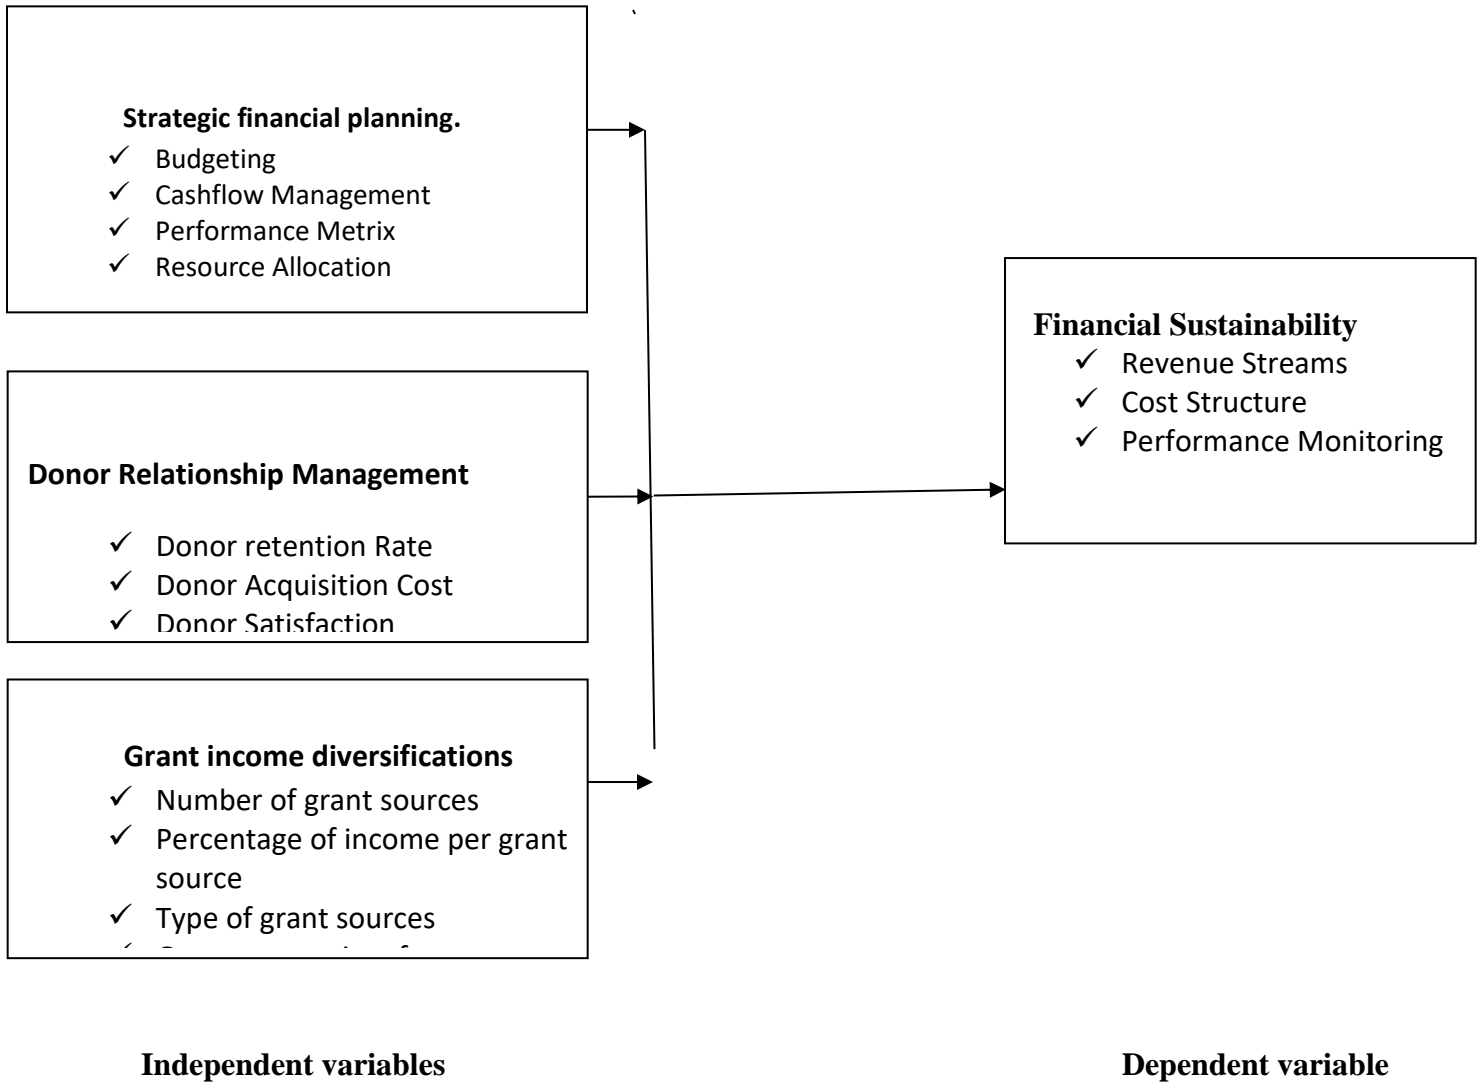 Strategic financial planning.
✓ Budgeting
✓ Cashflow Management
✓ Performance Metrix
✓ Resource Allocation
Donor Relationship Management
✓ Donor retention Rate
✓ Donor Acquisition Cost
✓ Donor Satisfaction
Grant income diversifications
✓ Number of grant sources
✓ Percentage of income per grant
source
✓ Type of grant sources
Financial Sustainability
✓ Revenue Streams
✓ Cost Structure
✓ Performance Monitoring
Independent variables
Dependent variable